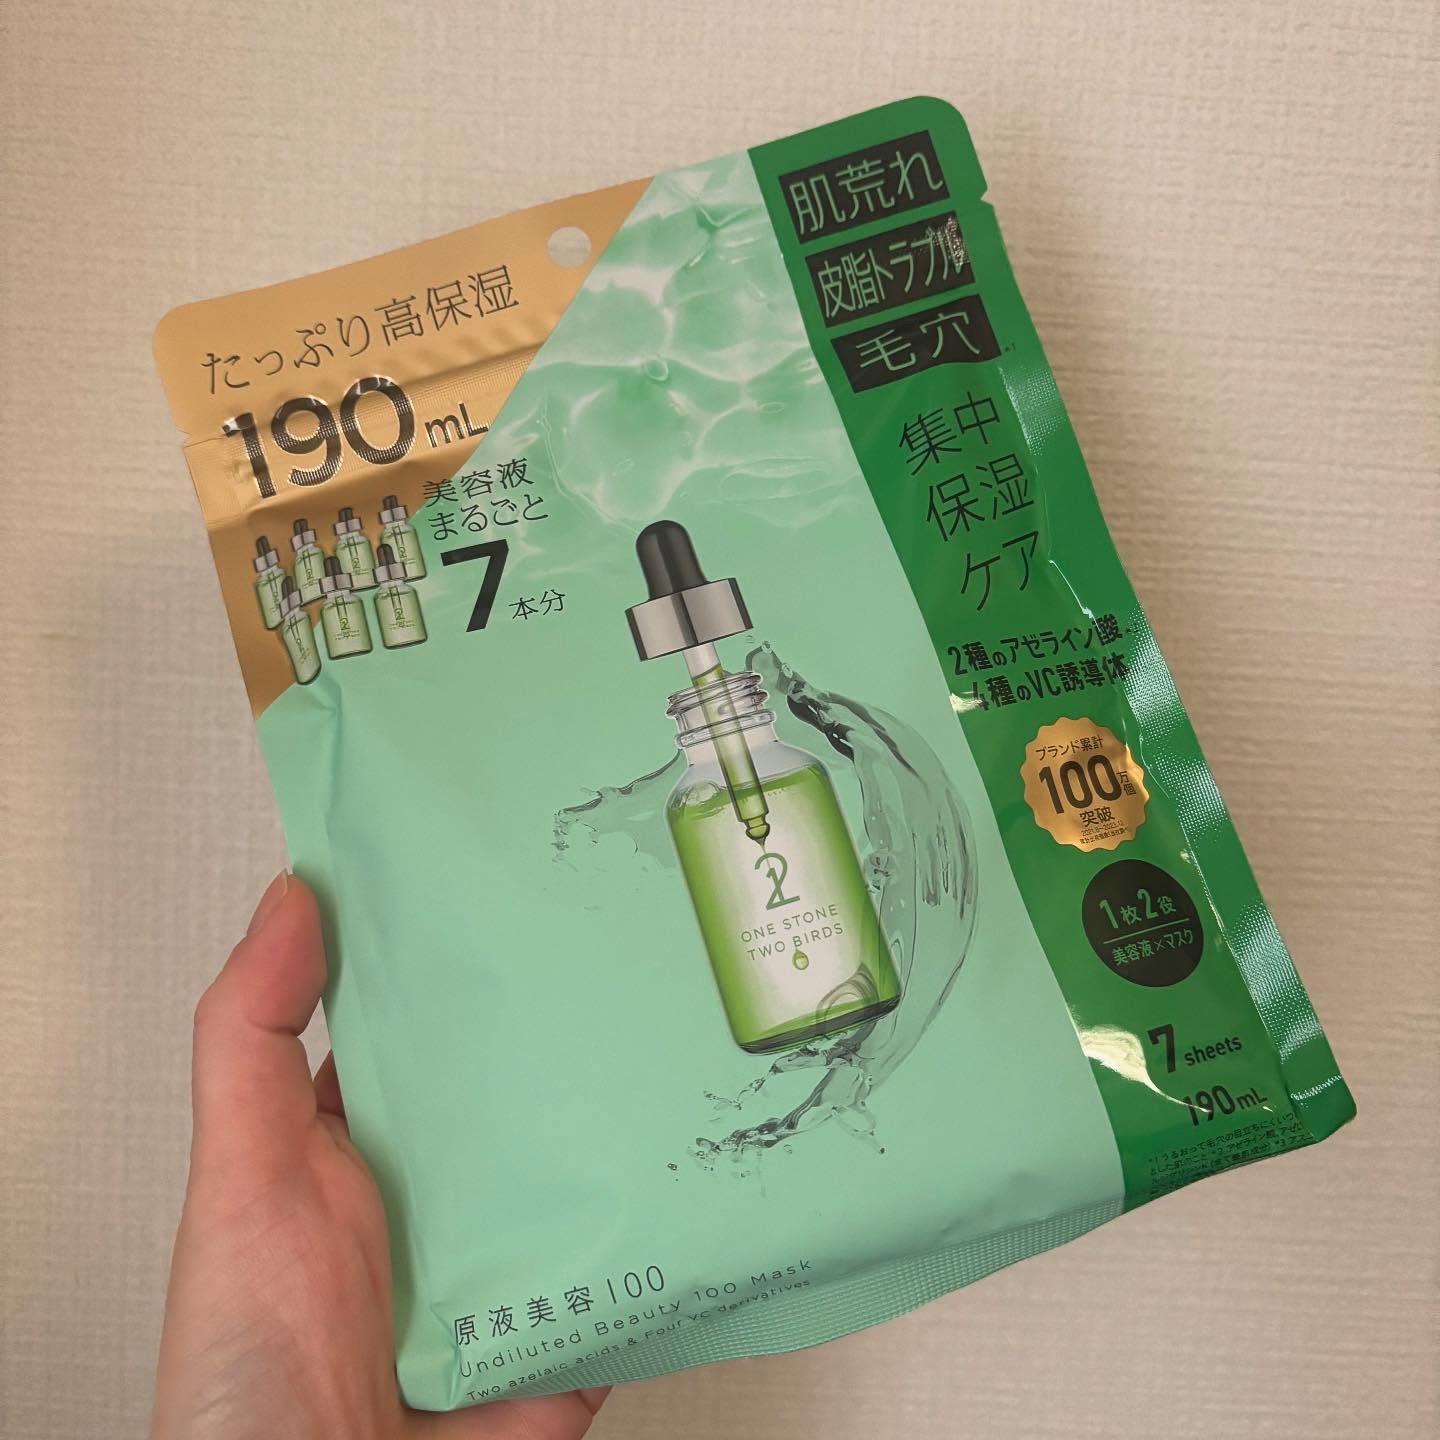 たっぷり高保湿
190mL
美容液
まるごと
7本分
肌荒れ
皮脂トラブル
毛穴
*1
集中
保湿
ケア
2種のアゼライン酸
4種のVC誘導体
ブランド累計
100万個
突破
1枚2役
美容液×マスク
7 sheets
190mL
2
ONE STONE
TWO BIRDS
原液美容100
Undiluted Beauty 100 Mask
Two azelaic acids & Four VC derivatives